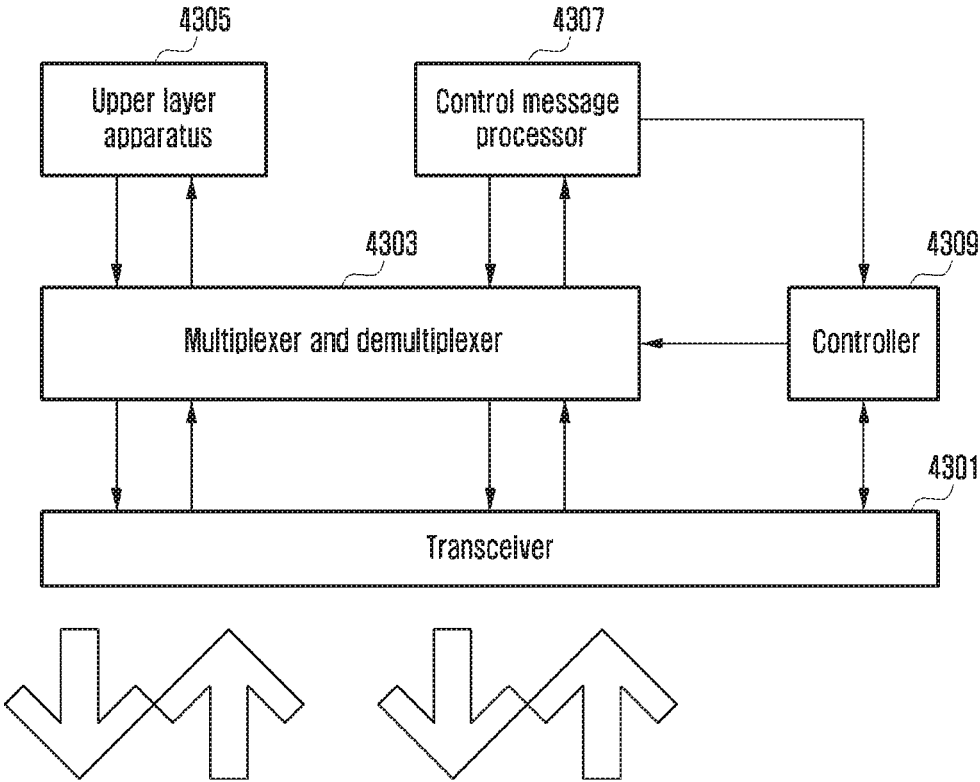 4305
4307
Upper layer
apparatus
Control message
processor
4303
4309
Multiplexer and demultiplexer
Controller
4301
Transceiver